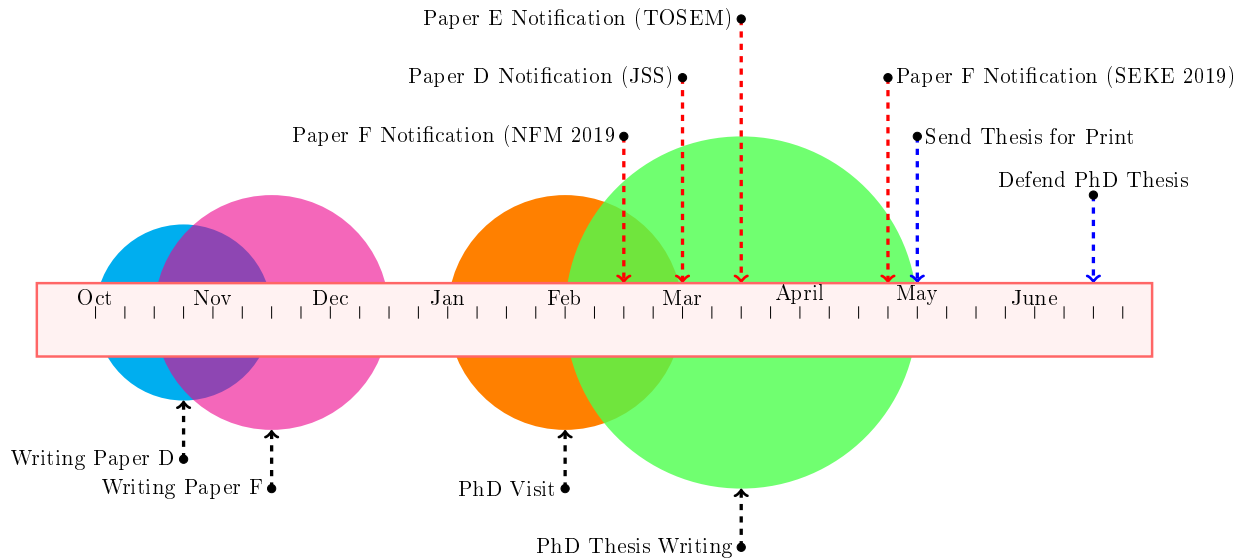 Paper E Notification (TOSEM)
Paper D Notification (JSS)
Paper F Notification (SEKE 2019)
Paper F Notification (NFM 2019
Send Thesis for Print
Defend PhD Thesis
Oct Nov Dec Jan Feb Mar April May June
Writing Paper D
Writing Paper F
PhD Visit
PhD Thesis Writing